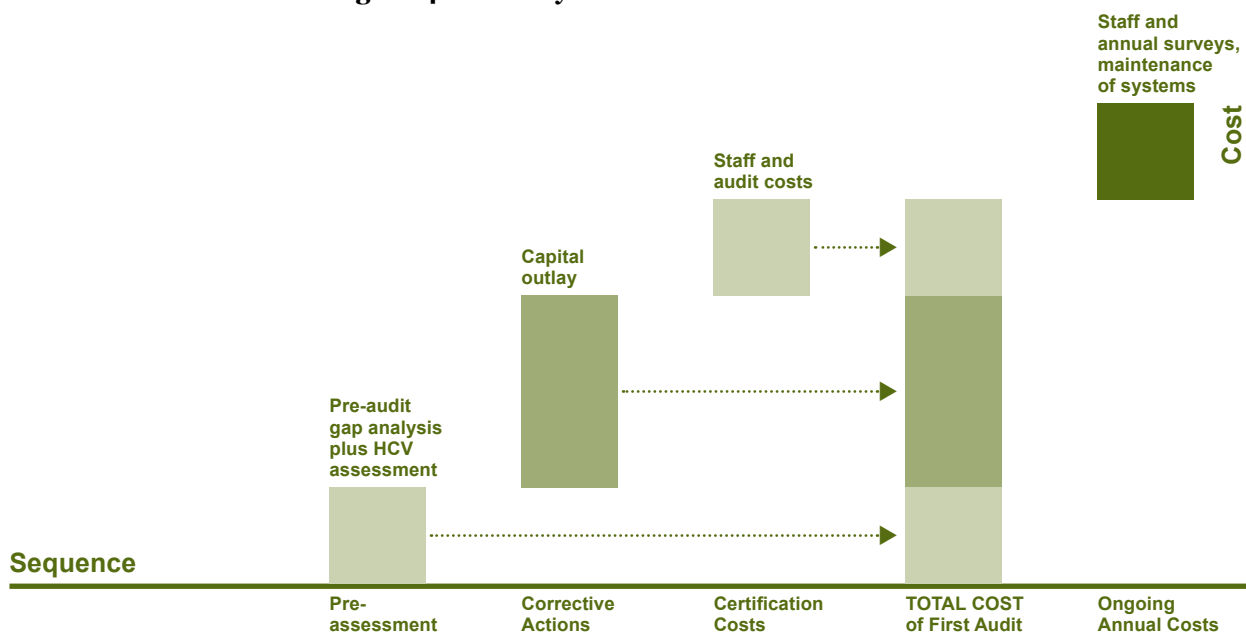 Staff and
annual surveys,
maintenance
of systems
Cost
Staff and
audit costs
Capital
outlay
Pre-audit
gap analysis
plus HCV
assessment
Sequence
Pre-
assessment
Corrective
Actions
Certification
Costs
TOTAL COST
of First Audit
Ongoing
Annual Costs